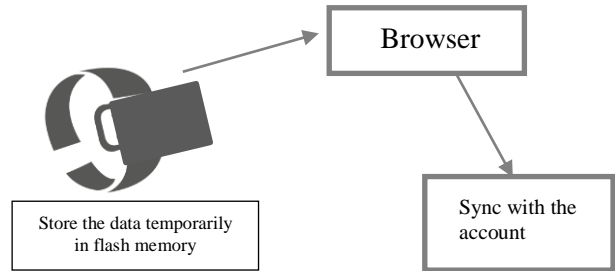 Browser
Store the data temporarily
in flash memory
Sync with the
account